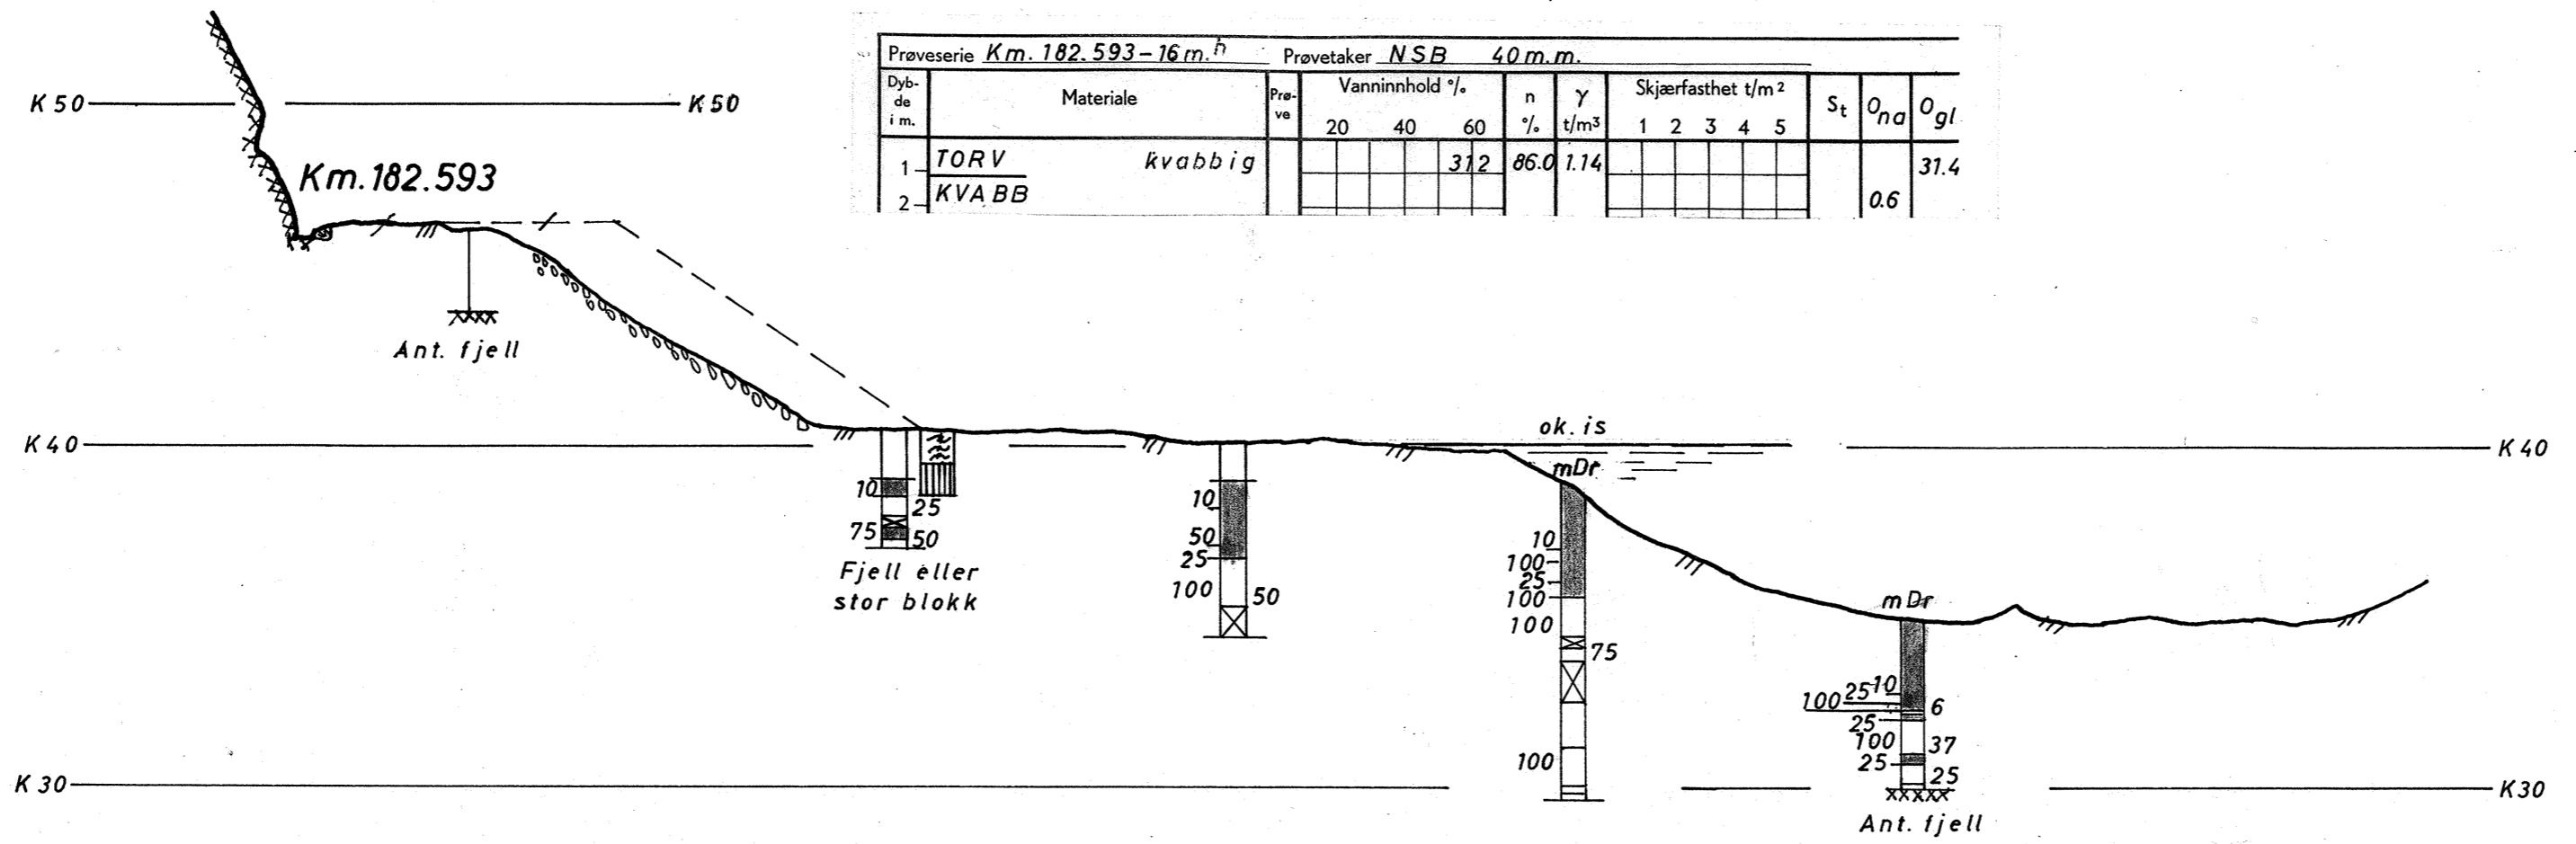 Prøveserie Km. 182.593-16m.h Prøvetaker NSB 40 m.m.
Dyb-
de
i m.
Materiale
Prø-
ve
Vanninnhold %
20 40 60
n
%
γ
t/m³
Skjærfasthet t/m²
1 2 3 4 5
St
Ona
Ogl
1 TORV kvabbig 312 86.0 1.14 31.4
2 KVABB 0.6
K 50 K 50
Km. 182.593
Ant. fjell
K 40 K 40
ok. is
mDr
10
25
75 50
Fjell eller
stor blokk
10
50
25
100 50
10
100
25
100
100
75
100
mDr
10
25
100
6
25
100 37
25
25
K 30 K30
Ant. fjell